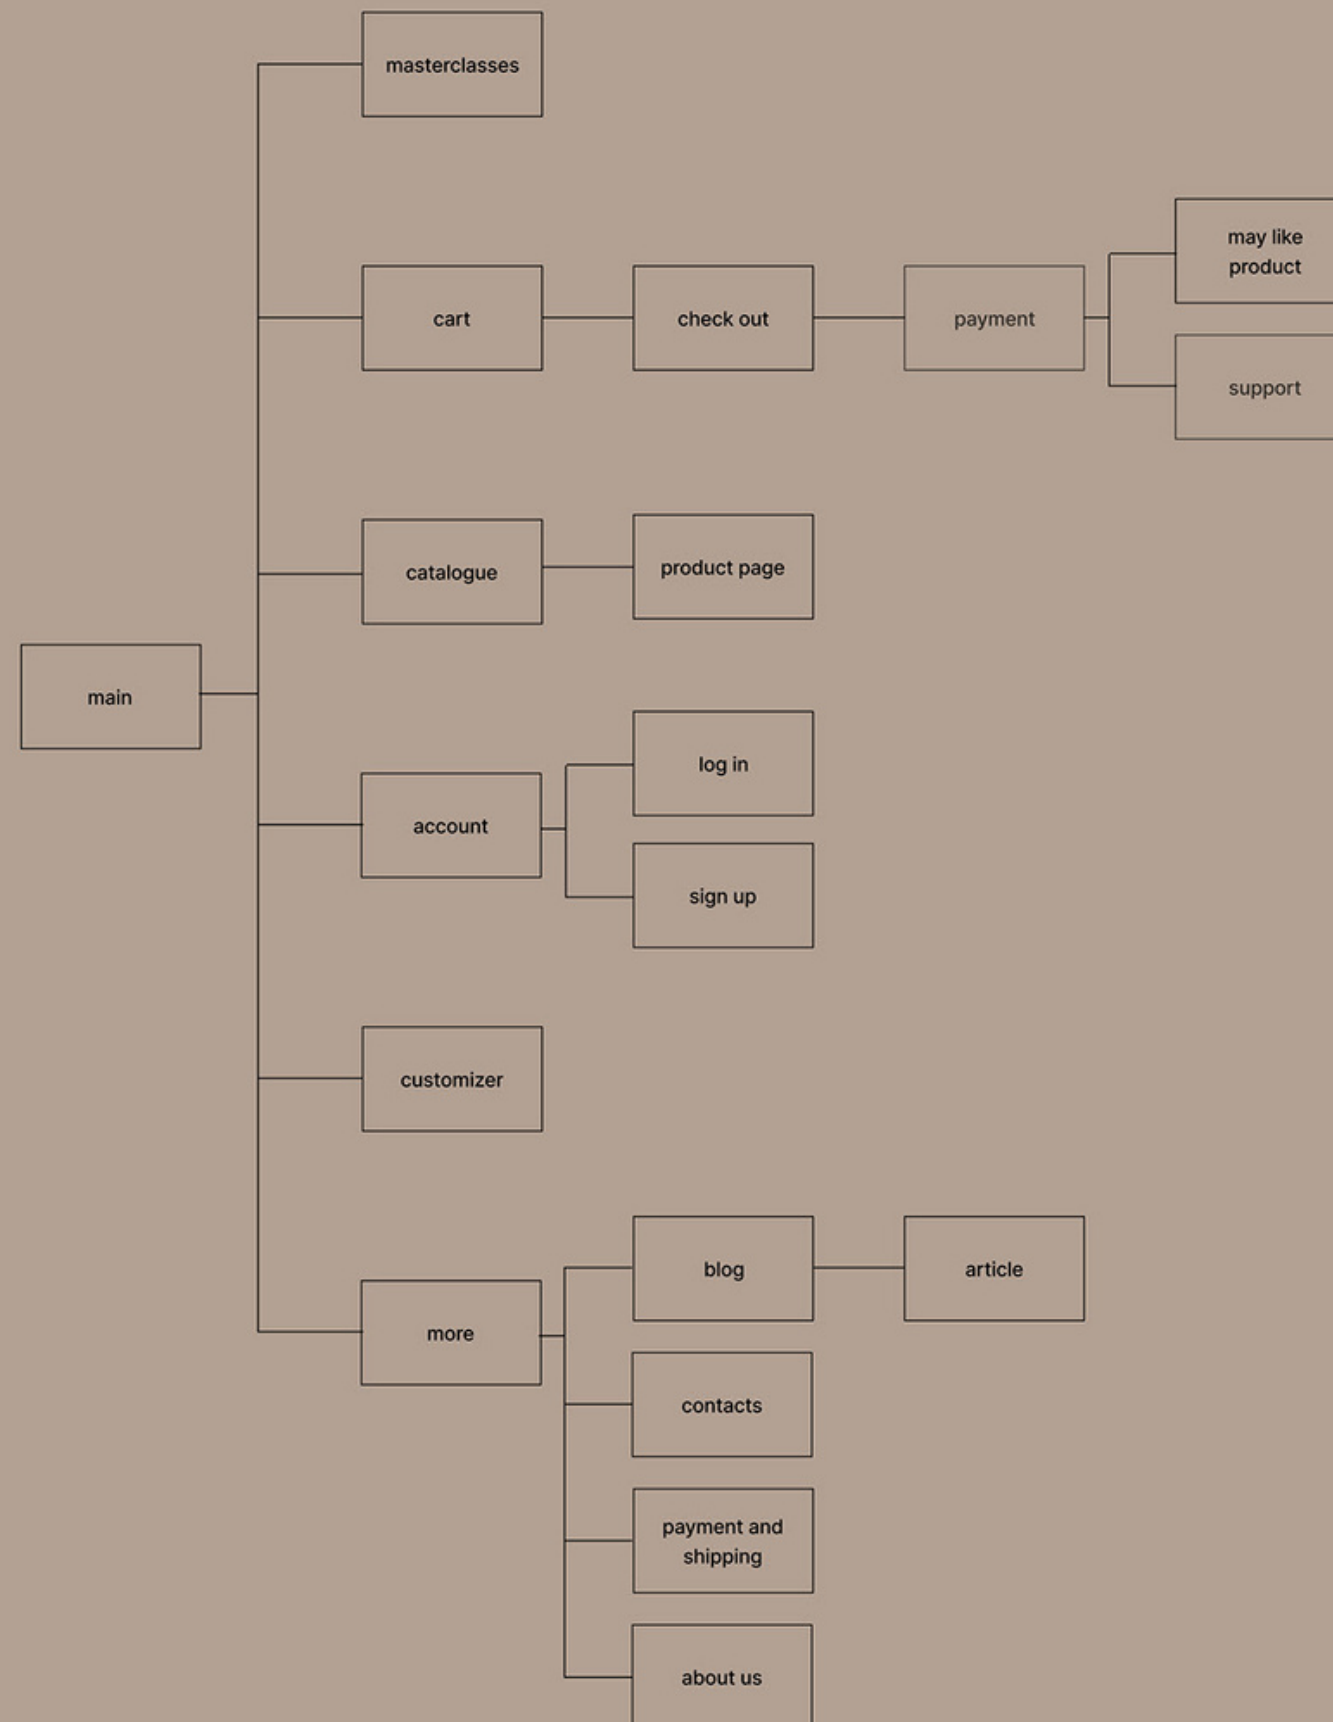 masterclasses
may like
product
cart
check out
payment
support
catalogue
product page
main
log in
account
sign up
customizer
blog
article
more
contacts
payment and
shipping
about us